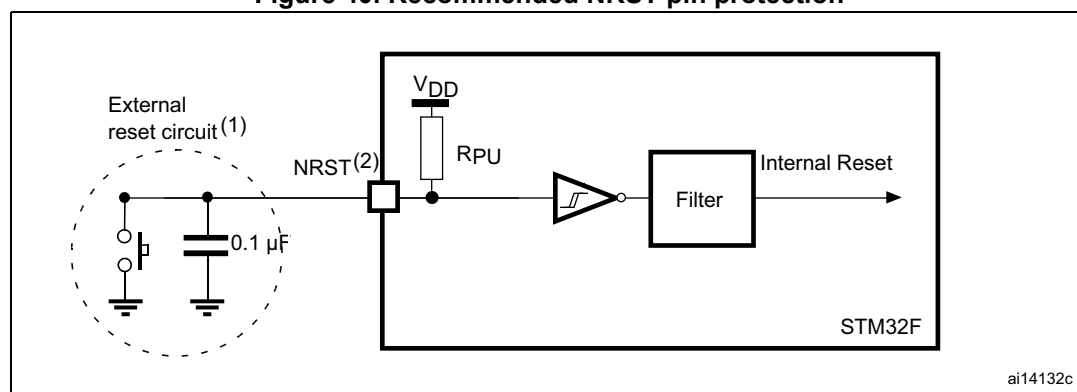 Figure 40. Recommended NRST pin protection
VDD
External
reset circuit(1)
NRST(2)
RPU
Internal Reset
Filter
0.1 µF
STM32F
ai14132c